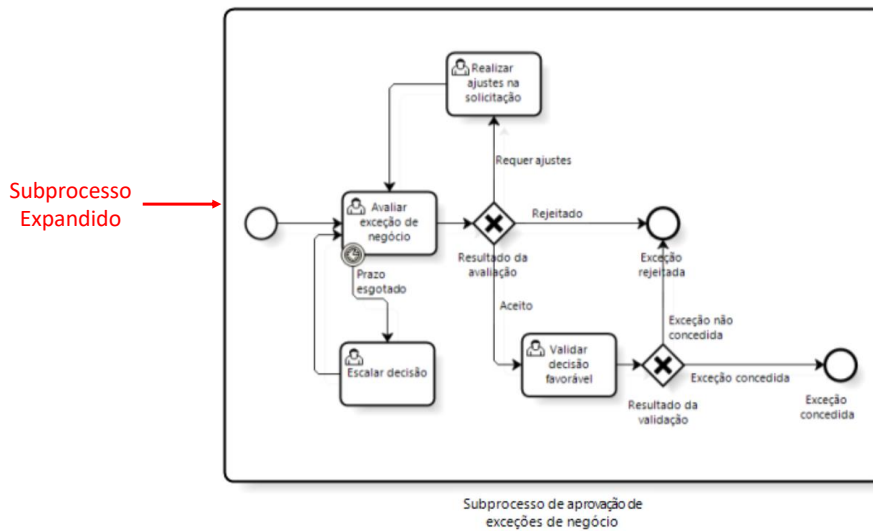 Subprocesso
Expandido
Realizar
ajustes na
solicitação
Requer ajustes
Avaliar
exceção de
negócio
Rejeitado
Resultado da
avaliação
Exceção
rejeitada
Prazo
esgotado
Aceito
Exceção não
concedida
Escalar decisão
Validar
decisão
favorável
Exceção concedida
Resultado da
validação
Exceção
concedida
Subprocesso de aprovação de
exceções de negócio